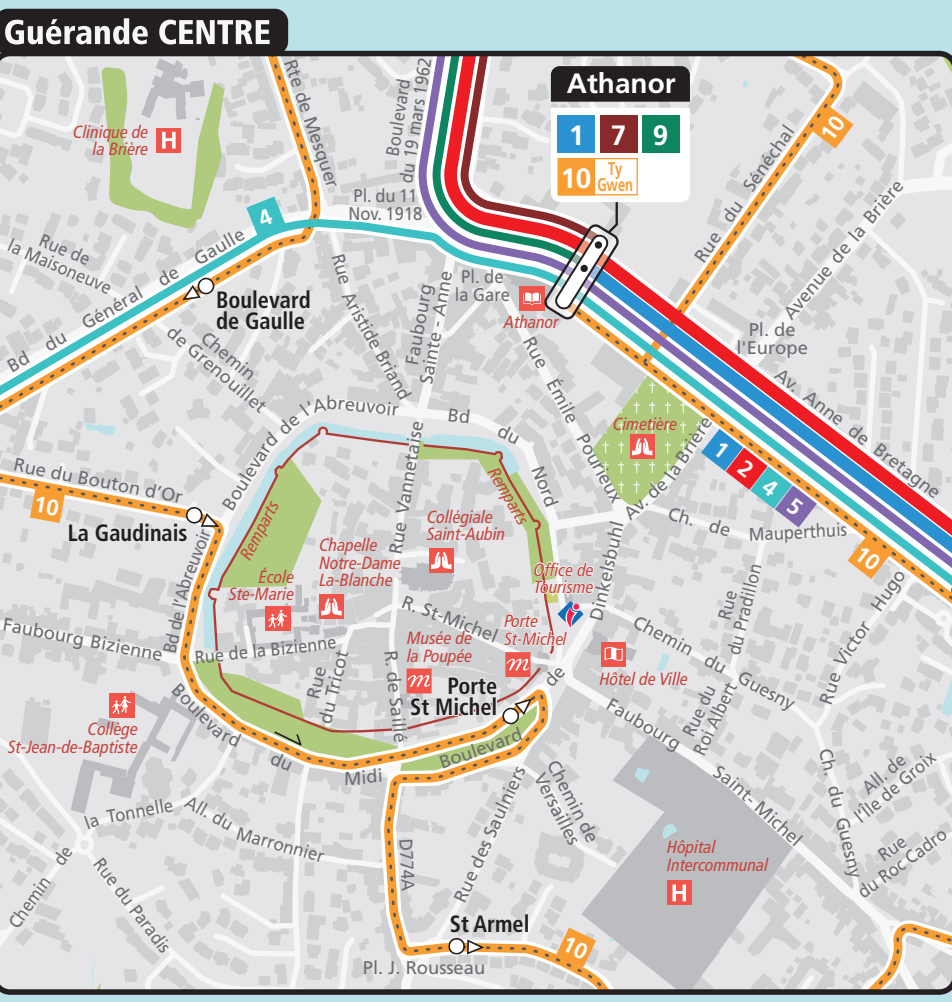 Guérande CENTRE
Athanor
1 7 9
10 Ty
Gwen
Clinique de
la Brière
H
Rte de Mesquer
Boulevard
du 19 mars 1962
10
Pl. du 11
Nov. 1918
4
Rue du Sénéchal
Avenue de la Brière
Rue de
la Maisoneuve
Bd du Général de Gaulle
Boulevard
de Gaulle
Rue Aristide Briand
Faubourg
Sainte - Anne
Pl. de
la Gare
Athanor
Pl. de
l'Europe
Chemin
de Grenouillet
Rue Émile Pourieux
Av. Anne de Bretagne
Boulevard de l'Abreuvoir
Bd du Nord
Cimetière
Av. de la Brière
1 2 4 5
Rue du Bouton d'Or
10
La Gaudinais
Remparts
Rue Vannetaise
Remparts
Collégiale
Saint-Aubin
Ch. de Mauperthuis
10
Chapelle
Notre-Dame
La-Blanche
École
Ste-Marie
Office de
Tourisme
Dinkelsbuhl
Bd de l'Abreuvoir
R. St-Michel
Porte
St-Michel
m
Rue
du Pradillon
Rue Victor Hugo
Faubourg Bizienne
Rue de la Bizienne
Musée de
la Poupée
m
Chemin du Guesny
Hôtel de Ville
Rue
du Tricot
R. de Saillé
Porte
St Michel
de
Rue du
Roi Albert
Collège
St-Jean-de-Baptiste
Boulevard du Midi
Boulevard
Faubourg Saint-Michel
Chemin de
Versailles
Ch. du Guesny
All. de
l'Île de Groix
Rue
du Roc Cadro
Chemin de la Tonnelle
All. du Marronnier
Rue du Paradis
D774A
Rue des Saulniers
Hôpital
Intercommunal
H
St Armel
10
Pl. J. Rousseau